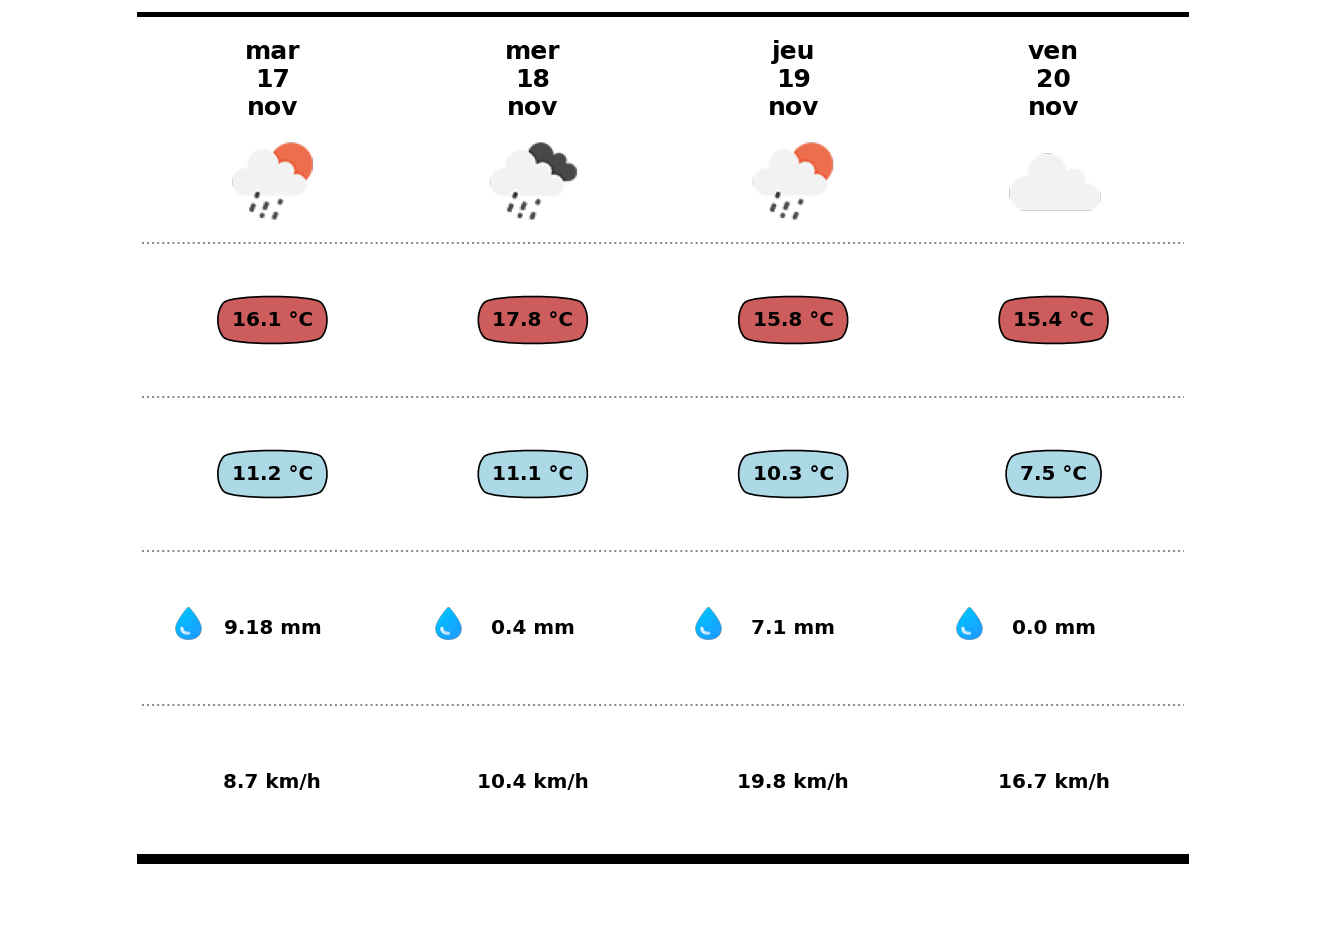 mar
17
nov
mer
18
nov
jeu
19
nov
ven
20
nov
16.1 °C
17.8 °C
15.8 °C
15.4 °C
11.2 °C
11.1 °C
10.3 °C
7.5 °C
9.18 mm
0.4 mm
7.1 mm
0.0 mm
8.7 km/h
10.4 km/h
19.8 km/h
16.7 km/h